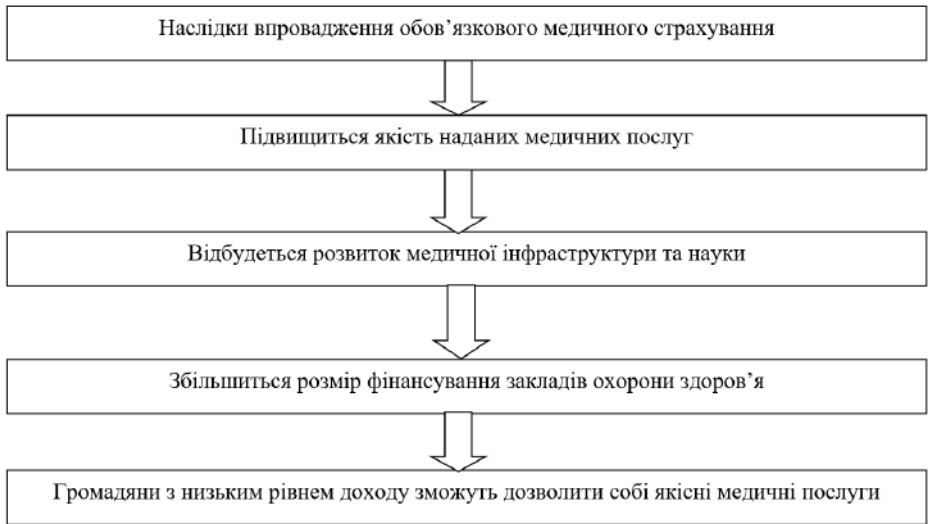 Наслідки впровадження обов’язкового медичного страхування
Підвищиться якість наданих медичних послуг
Відбудеться розвиток медичної інфраструктури та науки
Збільшиться розмір фінансування закладів охорони здоров’я
Громадяни з низьким рівнем доходу зможуть дозволити собі якісні медичні послуги